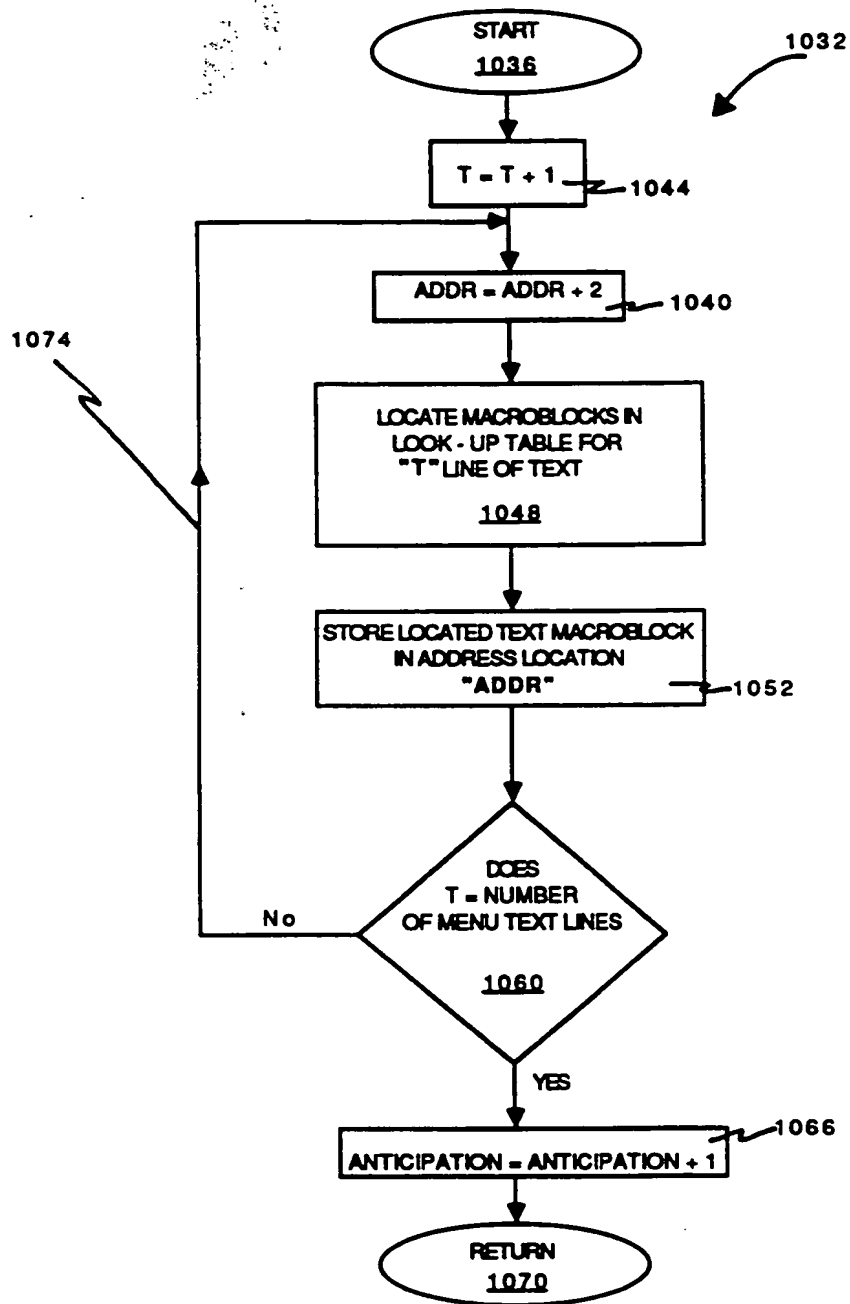 START
1036
1032
T = T + 1
1044
ADDR = ADDR + 2
1040
1074
LOCATE MACROBLOCKS IN
LOOK - UP TABLE FOR
"T" LINE OF TEXT
1048
STORE LOCATED TEXT MACROBLOCK
IN ADDRESS LOCATION
"ADDR"
1052
DOES
T = NUMBER
OF MENU TEXT LINES
1060
No
YES
1066
ANTICIPATION = ANTICIPATION + 1
RETURN
1070